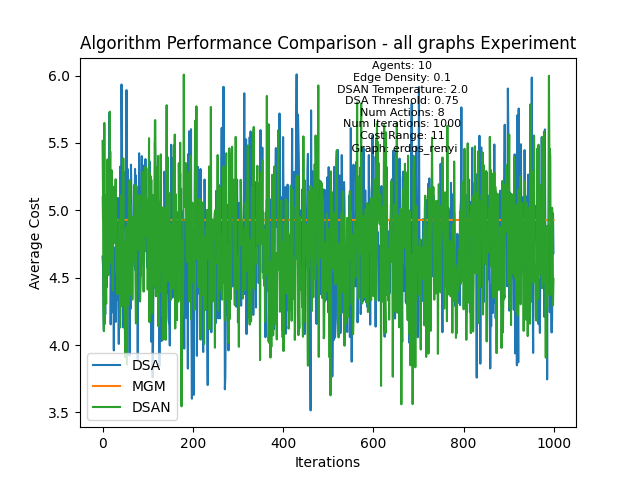 Algorithm Performance Comparison - all graphs Experiment
Agents: 10
Edge Density: 0.1
DSAN Temperature: 2.0
DSA Threshold: 0.75
Num Actions: 8
Num Iterations: 1000
Cost Range: 11
Graph: erdos_renyi
Average Cost
6.0
5.5
5.0
4.5
4.0
3.5
DSA
MGM
DSAN
0
200
400
600
800
1000
Iterations